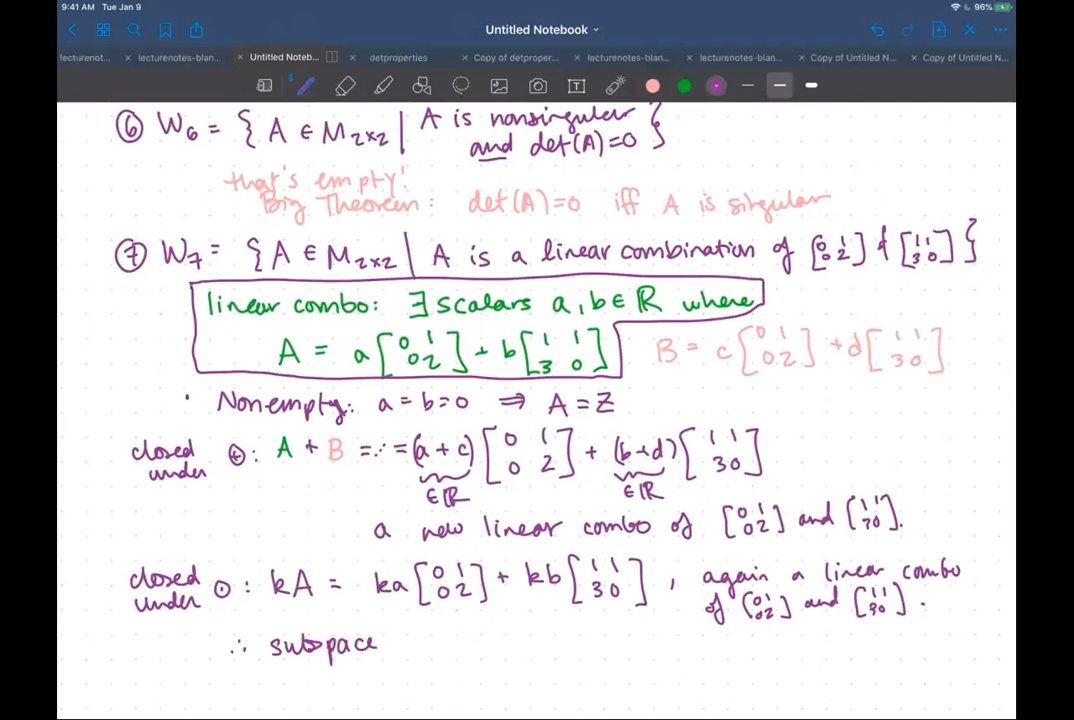 9:41 AM Tue Jan 9
96%
Untitled Notebook
lecturenot...
lecturenotes-blan...
Untitled Noteb...
detproperties
Copy of detproper...
lecturenotes-blan...
lecturenotes-blan...
Copy of Untitled N...
Copy of Untitled N...
⑥ W₆ = { A ∈ M₂ₓ₂ | A is nonsingular and det(A)=0 }
that's empty!
Big Theorem: det(A)=0 iff A is singular
⑦ W₇ = { A ∈ M₂ₓ₂ | A is a linear combination of [0 1; 0 2] & [1 1; 3 0] }
linear combo: ∃ scalars a, b ∈ ℝ where
A = a[0 1; 0 2] + b[1 1; 3 0]
B = c[0 1; 0 2] + d[1 1; 3 0]
· Nonempty: a = b = 0 ⇒ A = Z
closed under ⊕: A + B = ... = (a + c)[0 1; 0 2] + (b+d)[1 1; 3 0]
∈ℝ ∈ℝ
a new linear combo of [0 1; 0 2] and [1 1; 3 0].
closed under ⊙: kA = ka[0 1; 0 2] + kb[1 1; 3 0], again a linear combo
of [0 1; 0 2] and [1 1; 3 0].
∴ subspace